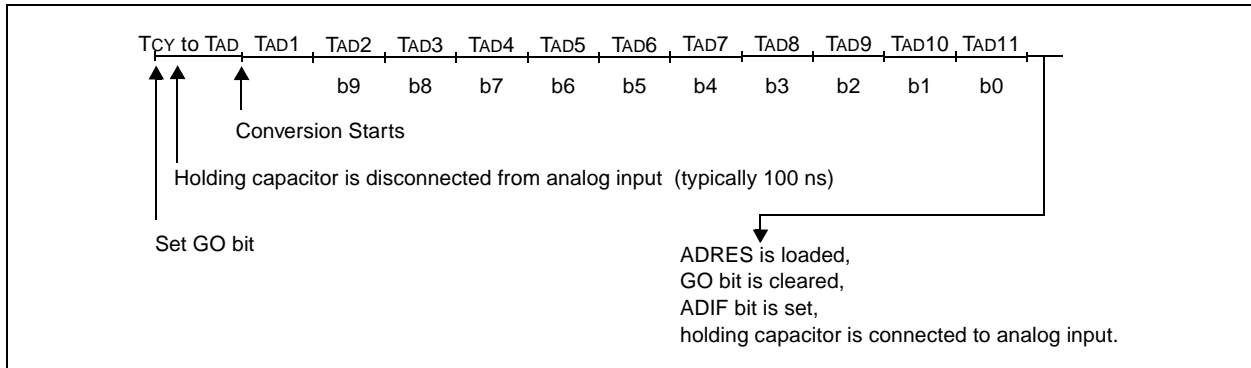 TCY to TAD TAD1 TAD2 TAD3 TAD4 TAD5 TAD6 TAD7 TAD8 TAD9 TAD10 TAD11
b9 b8 b7 b6 b5 b4 b3 b2 b1 b0
Conversion Starts
Holding capacitor is disconnected from analog input (typically 100 ns)
Set GO bit
ADRES is loaded,
GO bit is cleared,
ADIF bit is set,
holding capacitor is connected to analog input.